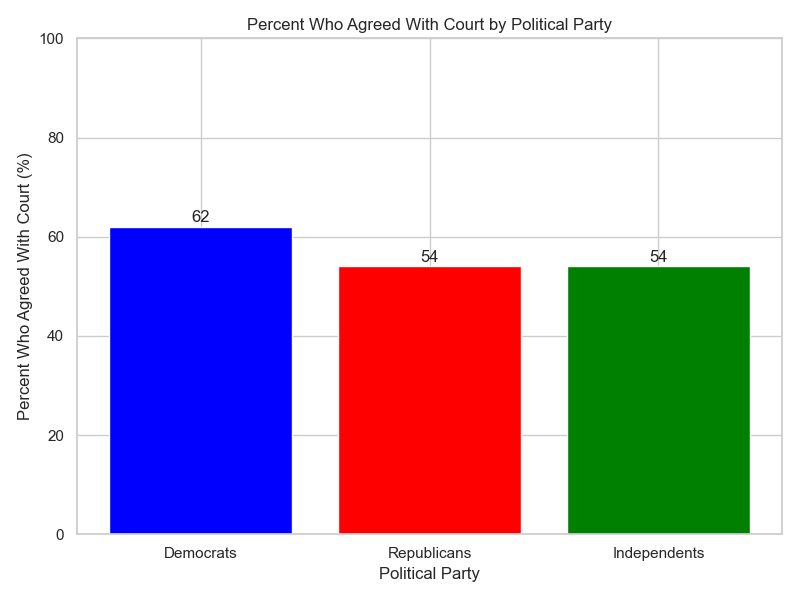 Percent Who Agreed With Court by Political Party
Percent Who Agreed With Court (%)
100
80
60
40
20
0
62
54
54
Democrats
Republicans
Independents
Political Party